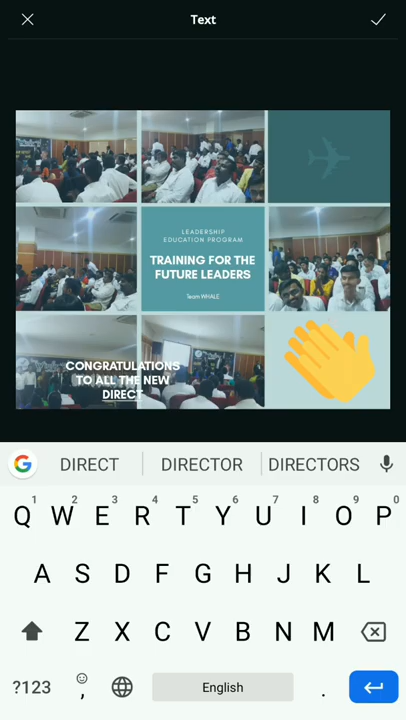 Text
LEADERSHIP
EDUCATION PROGRAM
TRAINING FOR THE
FUTURE LEADERS
Team WHALE
CONGRATULATIONS
TO ALL THE NEW
DIRECT
DIRECT DIRECTOR DIRECTORS
1 2 3 4 5 6 7 8 9 0
Q W E R T Y U I O P
A S D F G H J K L
Z X C V B N M
?123 , English .